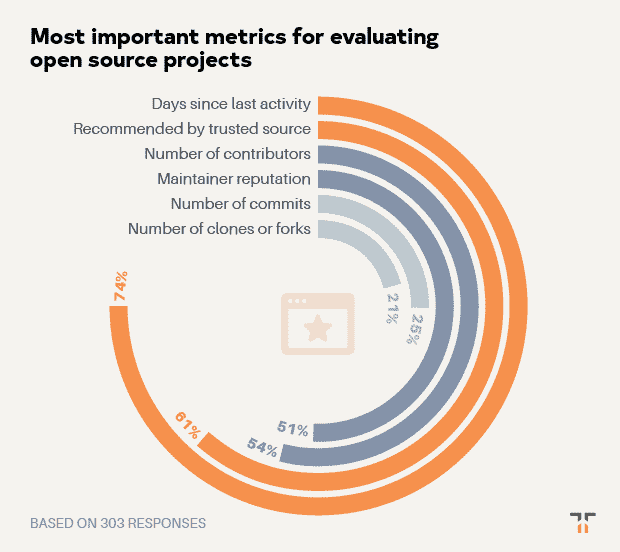 Most important metrics for evaluating
open source projects
Days since last activity
Recommended by trusted source
Number of contributors
Maintainer reputation
Number of commits
Number of clones or forks
74%
61%
54%
51%
25%
21%
BASED ON 303 RESPONSES